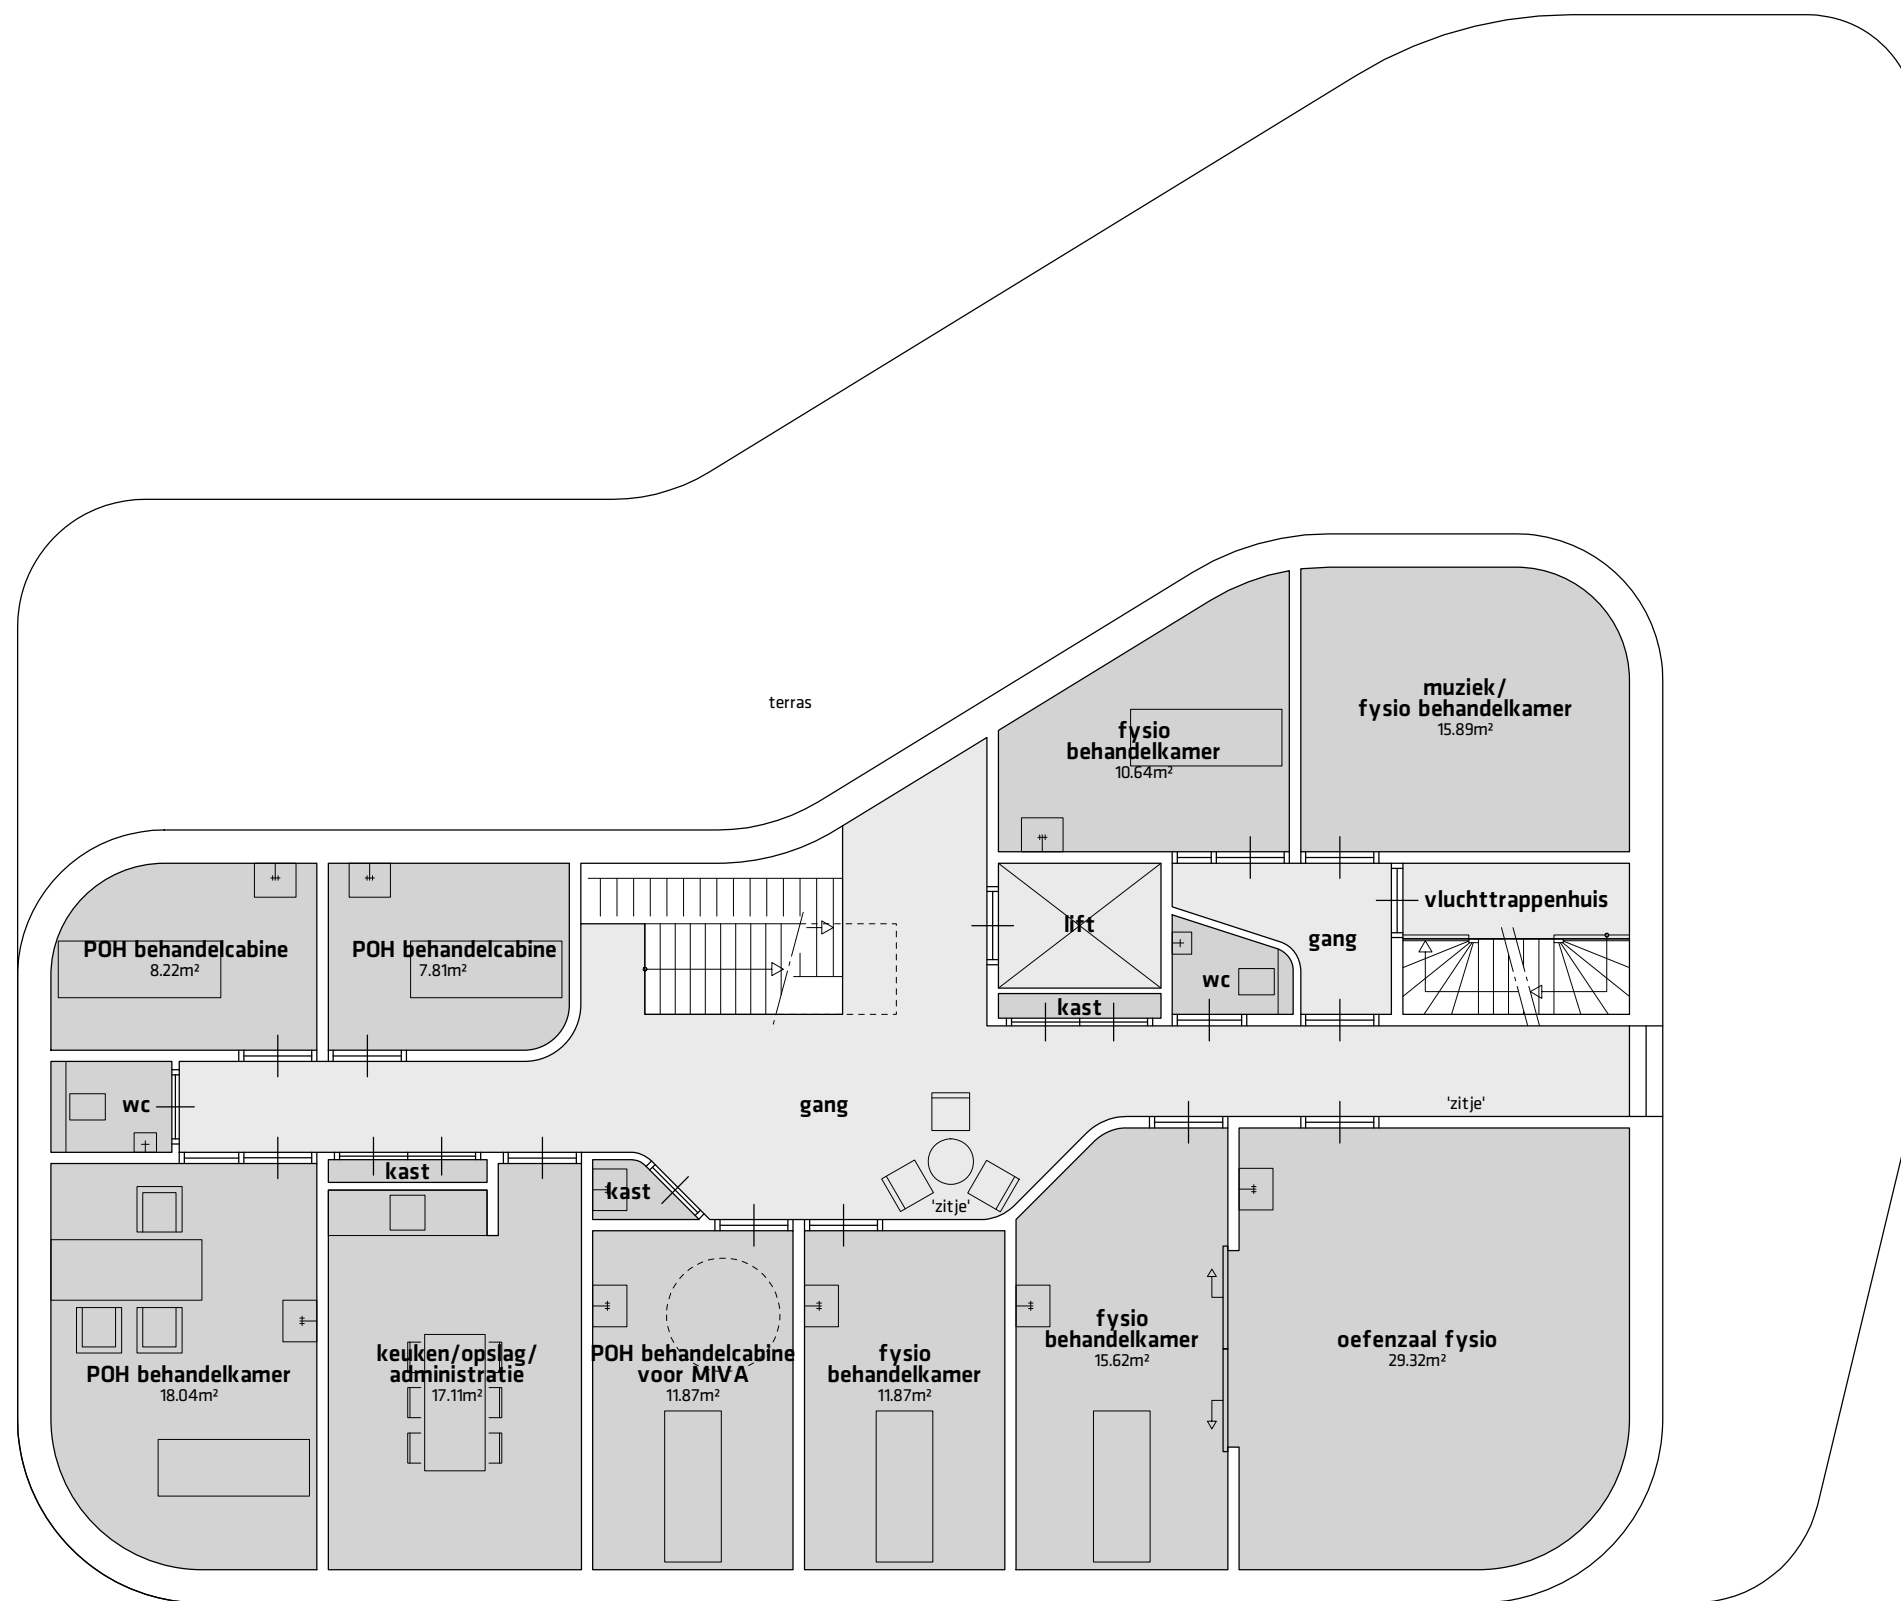 muziek/
fysio behandelkamer
15.89m²
terras
fysio
behandelkamer
10.64m²
vluchttrappenhuis
lift
gang
POH behandelcabine
8.22m²
POH behandelcabine
7.81m²
wc
kast
wc
gang
'zitje'
kast
kast
'zitje'
fysio
behandelkamer
15.62m²
oefenzaal fysio
29.32m²
POH behandelkamer
18.04m²
keuken/opslag/
administratie
17.11m²
POH behandelcabine
voor MIVA
11.87m²
fysio
behandelkamer
11.87m²